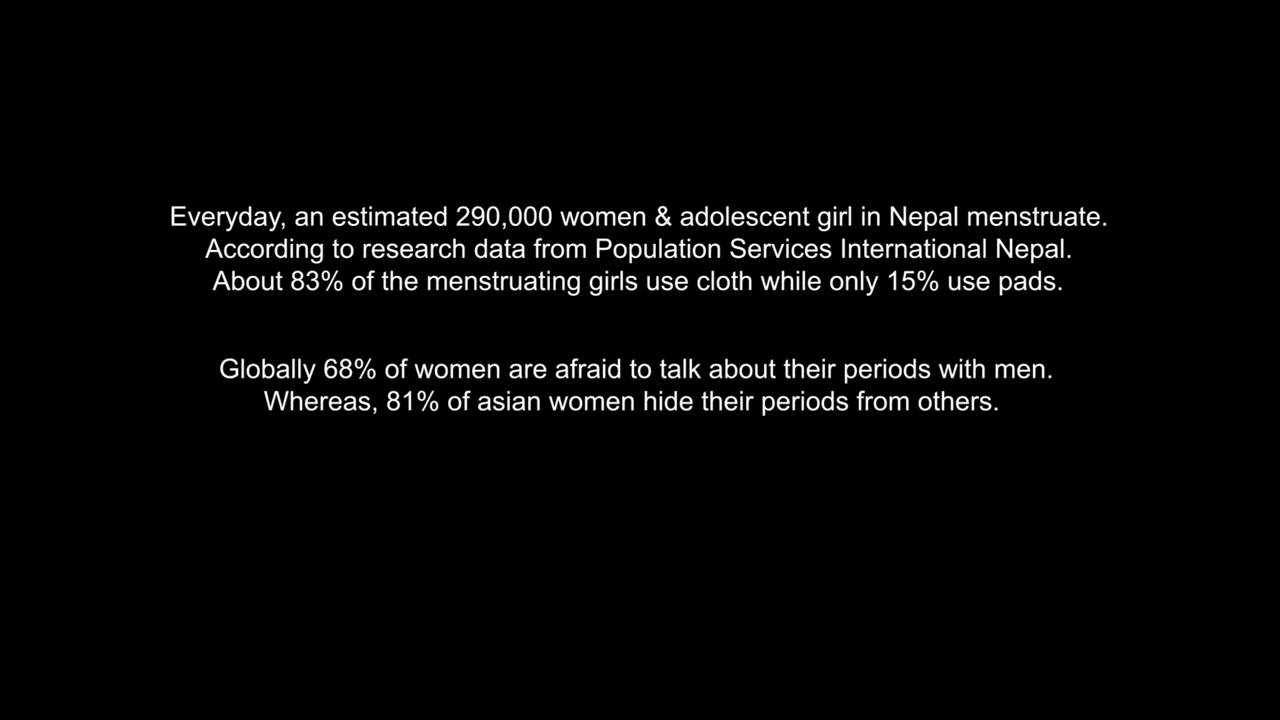 Everyday, an estimated 290,000 women & adolescent girl in Nepal menstruate.
According to research data from Population Services International Nepal.
About 83% of the menstruating girls use cloth while only 15% use pads.
Globally 68% of women are afraid to talk about their periods with men.
Whereas, 81% of asian women hide their periods from others.